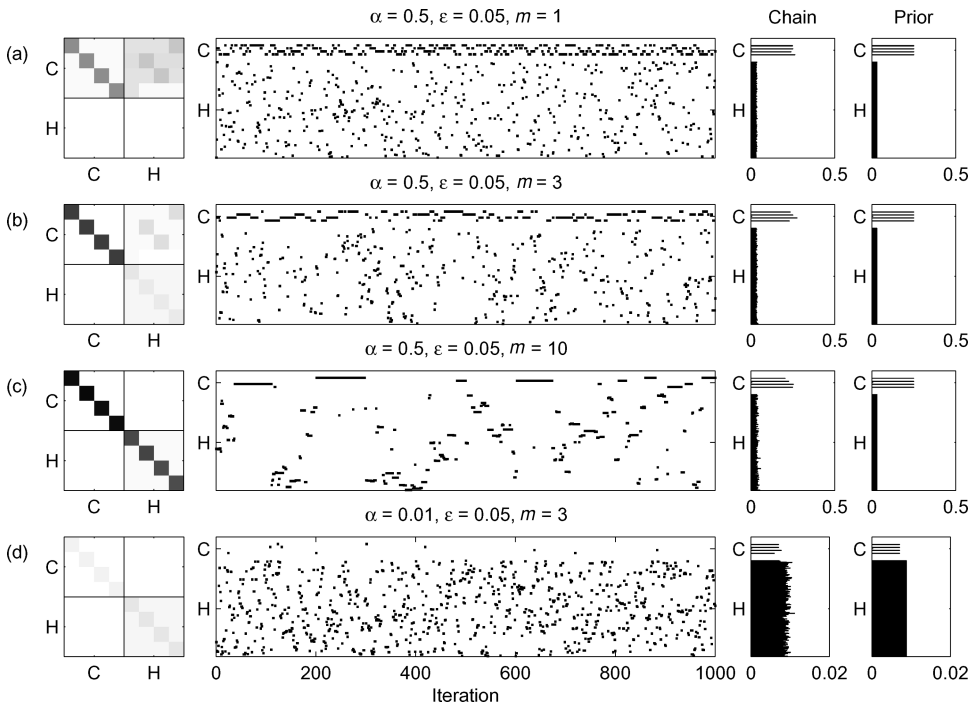 α = 0.5, ε = 0.05, m = 1
Chain
Prior
(a)
C
H
C
H
C
H
C
H
C
H
0
0.5
0
0.5
α = 0.5, ε = 0.05, m = 3
(b)
C
H
C
H
C
H
C
H
C
H
0
0.5
0
0.5
α = 0.5, ε = 0.05, m = 10
(c)
C
H
C
H
C
H
C
H
C
H
0
0.5
0
0.5
α = 0.01, ε = 0.05, m = 3
(d)
C
H
C
H
C
H
C
H
C
H
0
200
400
600
800
1000
Iteration
0
0.02
0
0.02